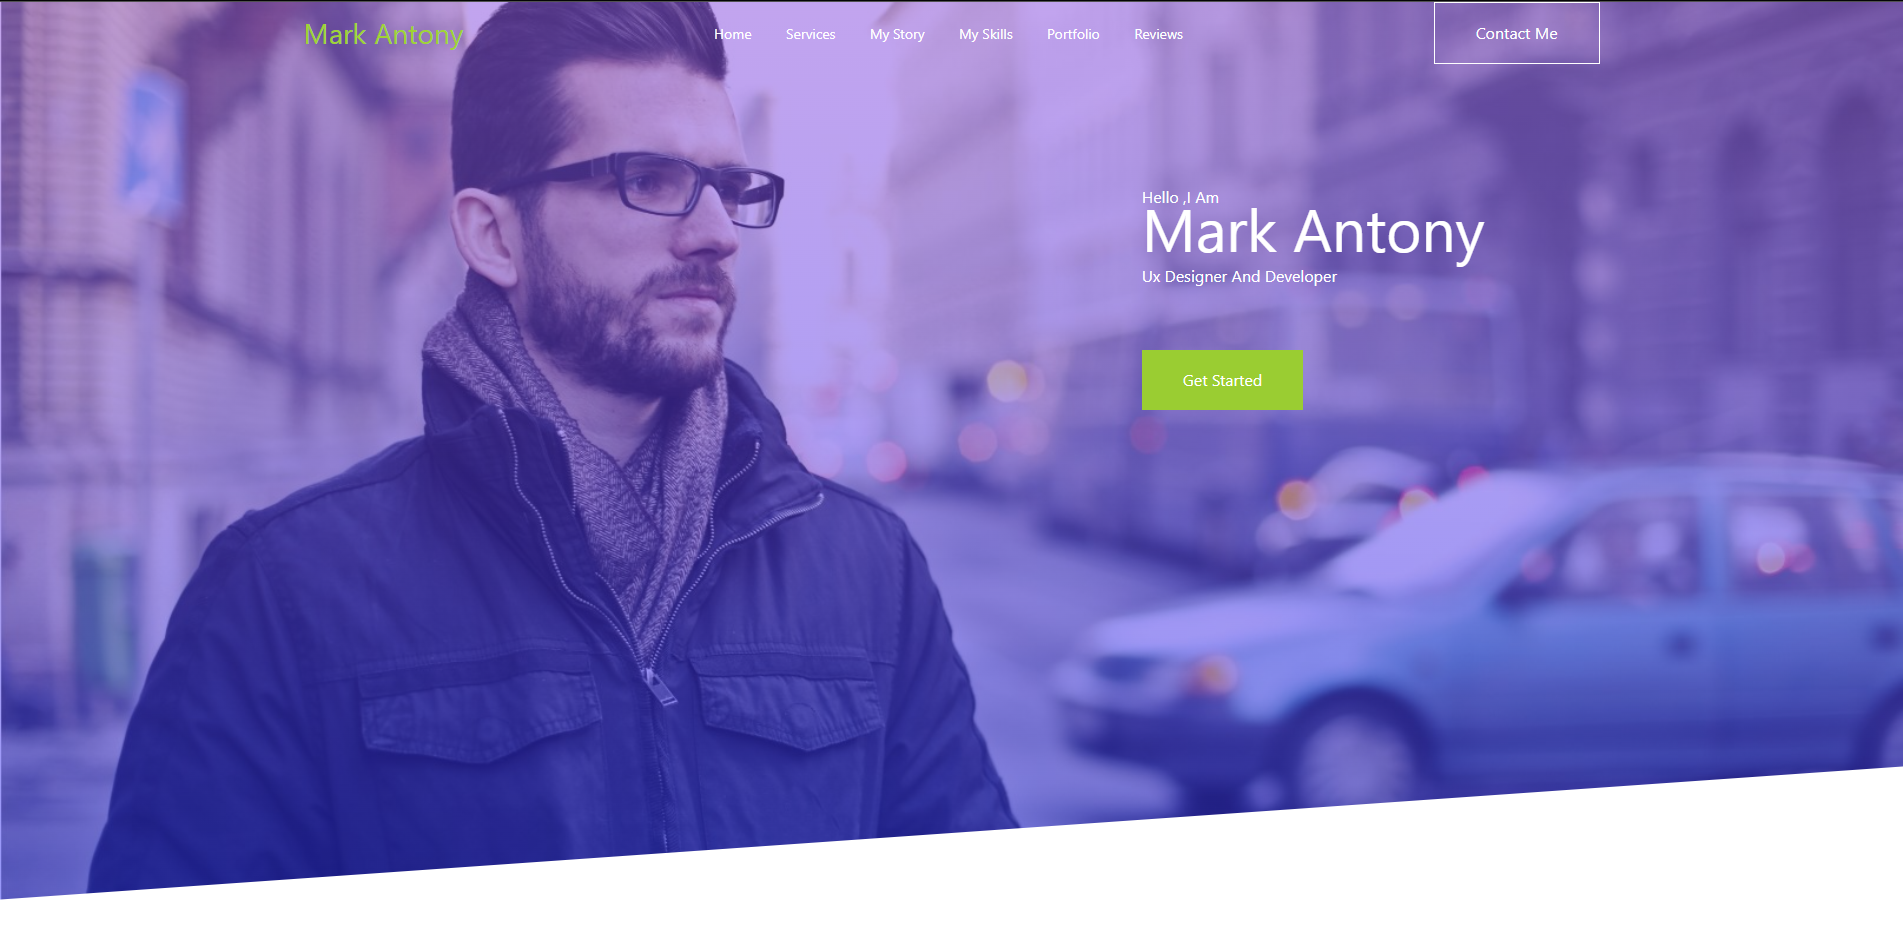 Mark Antony
Home Services My Story My Skills Portfolio Reviews
Contact Me
Hello ,I Am
Mark Antony
Ux Designer And Developer
Get Started